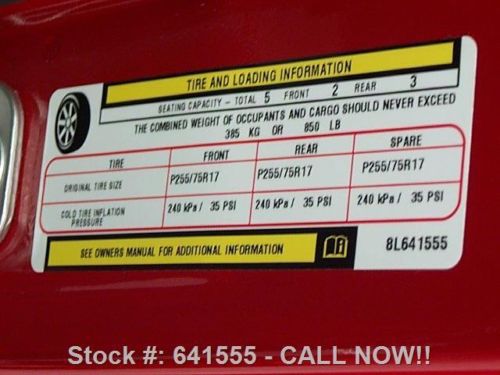 TIRE AND LOADING INFORMATION
SEATING CAPACITY - TOTAL 5 FRONT 2 REAR 3
THE COMBINED WEIGHT OF OCCUPANTS AND CARGO SHOULD NEVER EXCEED
385 KG OR 850 LB
TIRE FRONT REAR SPARE
ORIGINAL TIRE SIZE P255/75R17 P255/75R17 P255/75R17
COLD TIRE INFLATION PRESSURE 240 kPa / 35 PSI 240 kPa / 35 PSI 240 kPa / 35 PSI
SEE OWNERS MANUAL FOR ADDITIONAL INFORMATION 8L641555
Stock #: 641555 - CALL NOW!!